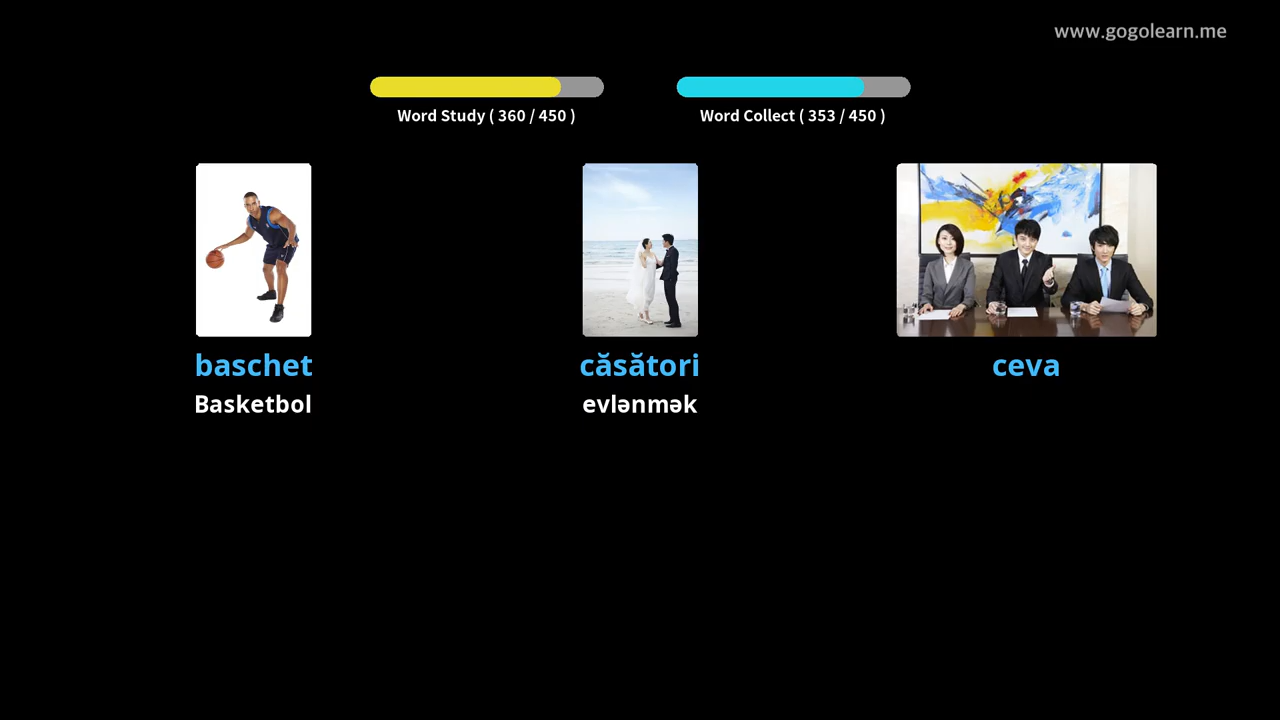 www.gogolearn.me
Word Study ( 360 / 450 )
Word Collect ( 353 / 450 )
baschet
căsători
ceva
Basketbol
evlənmək